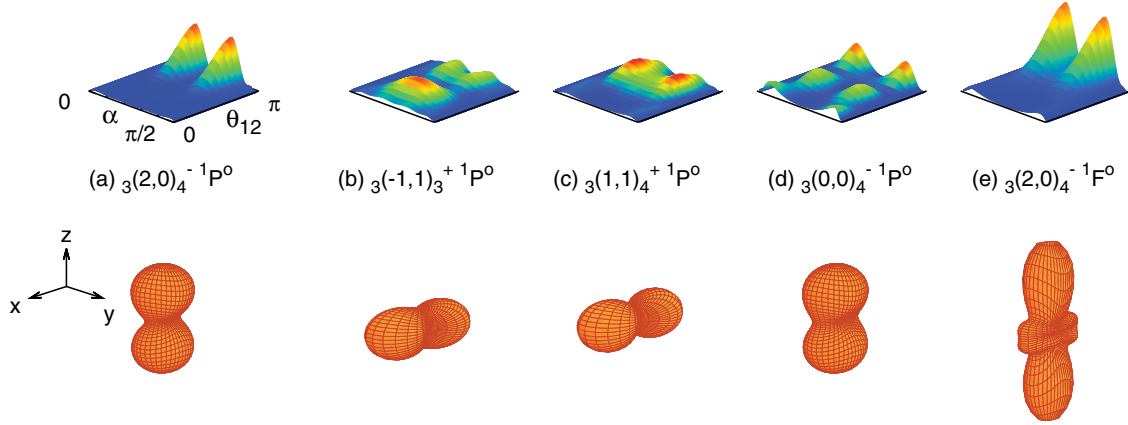 0
α
π/2
0
θ12
π
(a) 3(2,0)4- 1Po
(b) 3(-1,1)3+ 1Po
(c) 3(1,1)4+ 1Po
(d) 3(0,0)4- 1Po
(e) 3(2,0)4- 1Fo
z
x
y